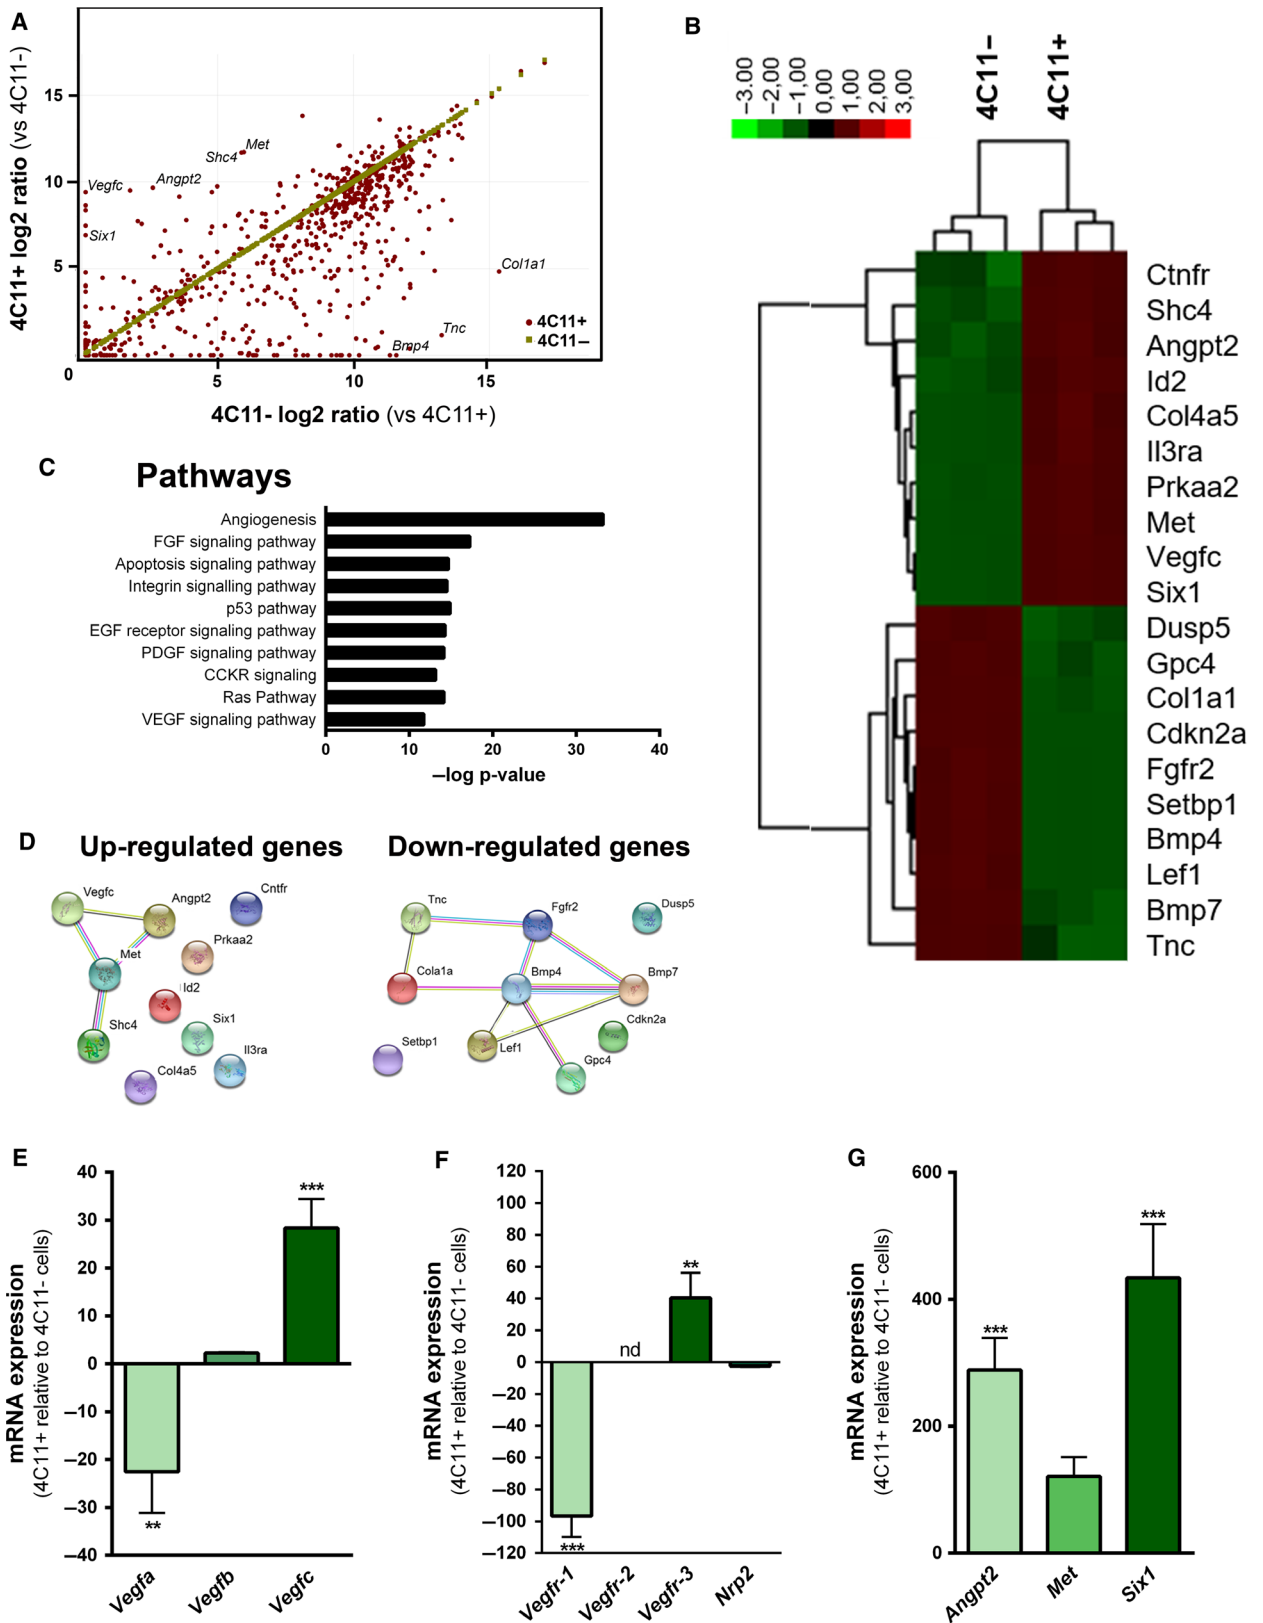 A
4C11+ log2 ratio (vs 4C11-)
15
10
5
0
5
10
15
Met
Shc4
Vegfc
Angpt2
Six1
Col1a1
Tnc
Bmp4
4C11+
4C11−
4C11- log2 ratio (vs 4C11+)
B
−3.00
−2,00
−1,00
0,00
1,00
2,00
3,00
4C11−
4C11+
Ctnfr
Shc4
Angpt2
Id2
Col4a5
Il3ra
Prkaa2
Met
Vegfc
Six1
Dusp5
Gpc4
Col1a1
Cdkn2a
Fgfr2
Setbp1
Bmp4
Lef1
Bmp7
Tnc
C
Pathways
Angiogenesis
FGF signaling pathway
Apoptosis signaling pathway
Integrin signalling pathway
p53 pathway
EGF receptor signaling pathway
PDGF signaling pathway
CCKR signaling
Ras Pathway
VEGF signaling pathway
0 10 20 30 40
−log p-value
D
Up-regulated genes
Vegfc
Angpt2
Cntfr
Prkaa2
Met
Id2
Shc4
Six1
Il3ra
Col4a5
Down-regulated genes
Tnc
Fgfr2
Dusp5
Cola1a
Bmp4
Bmp7
Cdkn2a
Setbp1
Lef1
Gpc4
E
mRNA expression
(4C11+ relative to 4C11- cells)
40
30
20
10
0
−10
−20
−30
−40
***
**
Vegfa
Vegfb
Vegfc
F
mRNA expression
(4C11+ relative to 4C11- cells)
120
100
80
60
40
20
0
−20
−40
−60
−80
−100
−120
nd
**
***
Vegfr-1
Vegfr-2
Vegfr-3
Nrp2
G
mRNA expression
(4C11+ relative to 4C11- cells)
600
400
200
0
***
***
Angpt2
Met
Six1